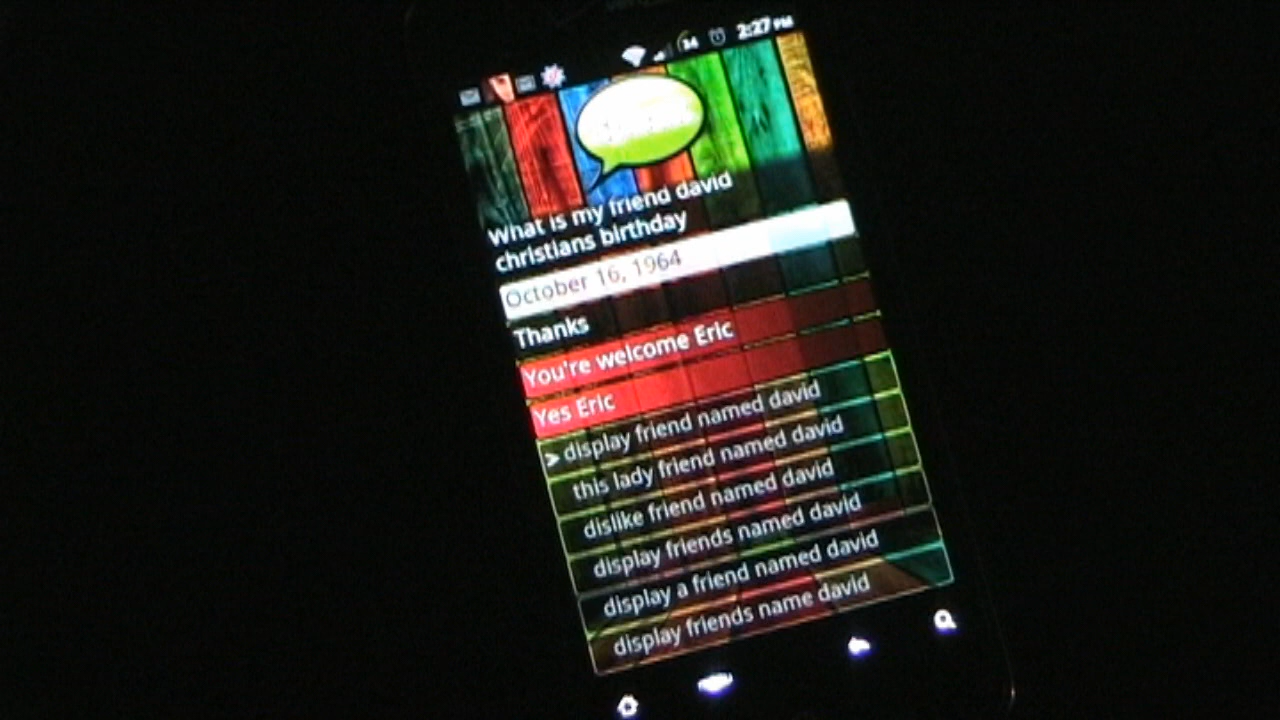 34 2:27 PM
What is my friend david
christians birthday
October 16, 1964
Thanks
You're welcome Eric
Yes Eric
> display friend named david
this lady friend named david
dislike friend named david
display friends named david
display a friend named david
display friends name david
menu